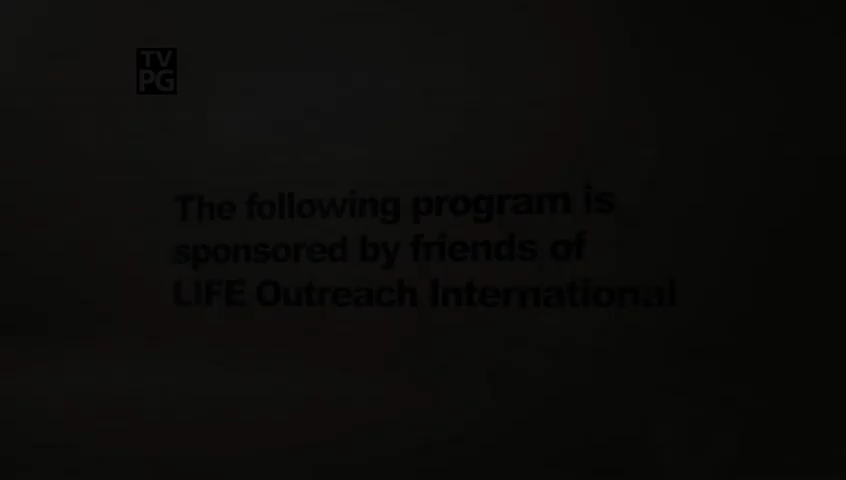 TV
PG
The following program is
sponsored by friends of
LIFE Outreach International